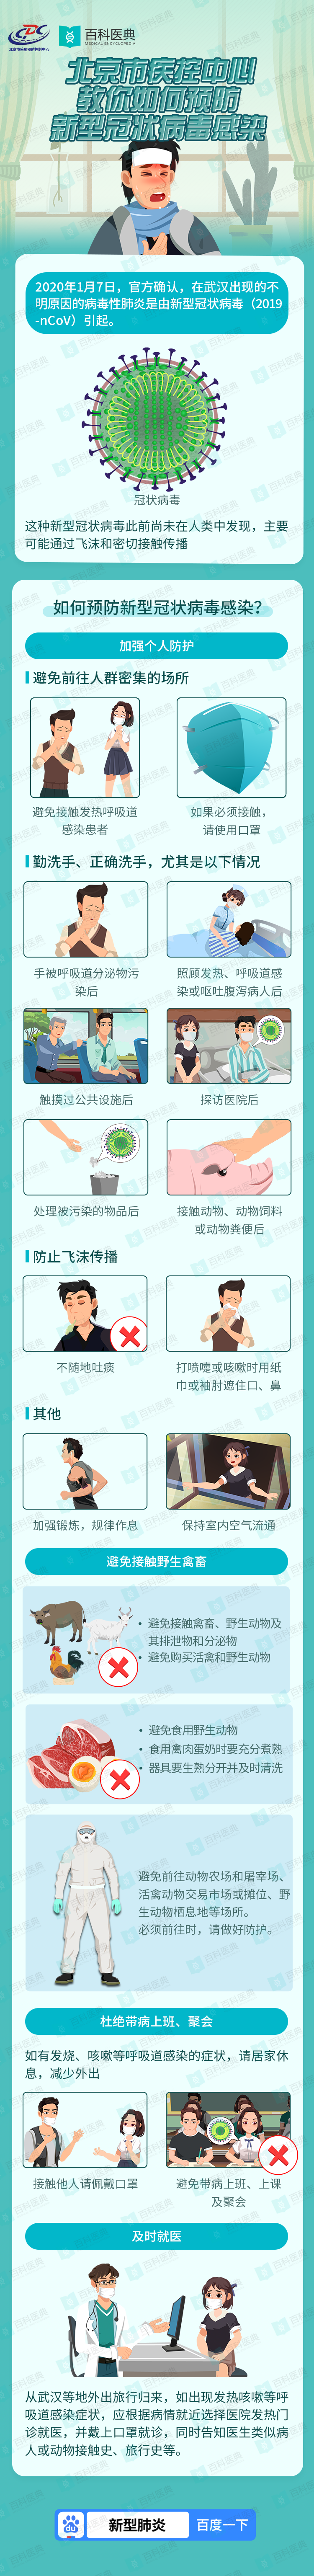 CDC
北京市疾病预防控制中心
百科医典
MEDICAL ENCYCLOPEDIA
北京市疾控中心
教你如何预防
新型冠状病毒感染
2020年1月7日，官方确认，在武汉出现的不
明原因的病毒性肺炎是由新型冠状病毒（2019
-nCoV）引起。
冠状病毒
这种新型冠状病毒此前尚未在人类中发现，主要
可能通过飞沫和密切接触传播
如何预防新型冠状病毒感染?
加强个人防护
避免前往人群密集的场所
避免接触发热呼吸道
感染患者
如果必须接触，
请使用口罩
勤洗手、正确洗手，尤其是以下情况
手被呼吸道分泌物污
染后
照顾发热、呼吸道感
染或呕吐腹泻病人后
触摸过公共设施后
探访医院后
处理被污染的物品后
接触动物、动物饲料
或动物粪便后
防止飞沫传播
不随地吐痰
打喷嚏或咳嗽时用纸
巾或袖肘遮住口、鼻
其他
加强锻炼，规律作息
保持室内空气流通
避免接触野生禽畜
• 避免接触禽畜、野生动物及
其排泄物和分泌物
• 避免购买活禽和野生动物
• 避免食用野生动物
• 食用禽肉蛋奶时要充分煮熟
• 器具要生熟分开并及时清洗
避免前往动物农场和屠宰场、
活禽动物交易市场或摊位、野
生动物栖息地等场所。
必须前往时，请做好防护。
杜绝带病上班、聚会
如有发烧、咳嗽等呼吸道感染的症状，请居家休
息，减少外出
接触他人请佩戴口罩
避免带病上班、上课
及聚会
及时就医
从武汉等地外出旅行归来，如出现发热咳嗽等呼
吸道感染症状，应根据病情就近选择医院发热门
诊就医，并戴上口罩就诊，同时告知医生类似病
人或动物接触史、旅行史等。
du
新型肺炎
百度一下